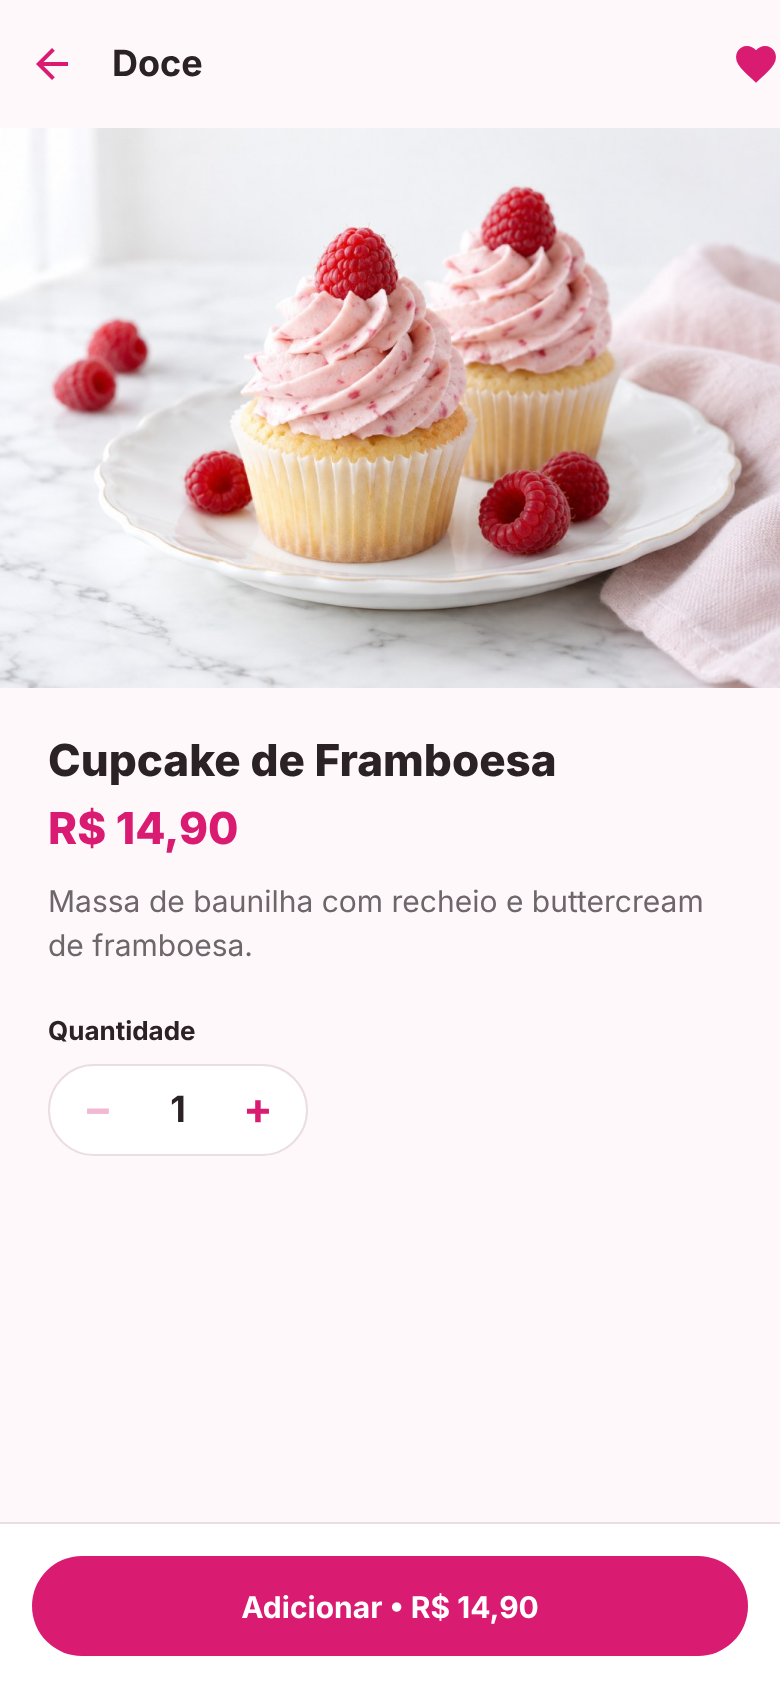 Doce
Cupcake de Framboesa
R$ 14,90
Massa de baunilha com recheio e buttercream
de framboesa.
Quantidade
− 1 +
Adicionar • R$ 14,90